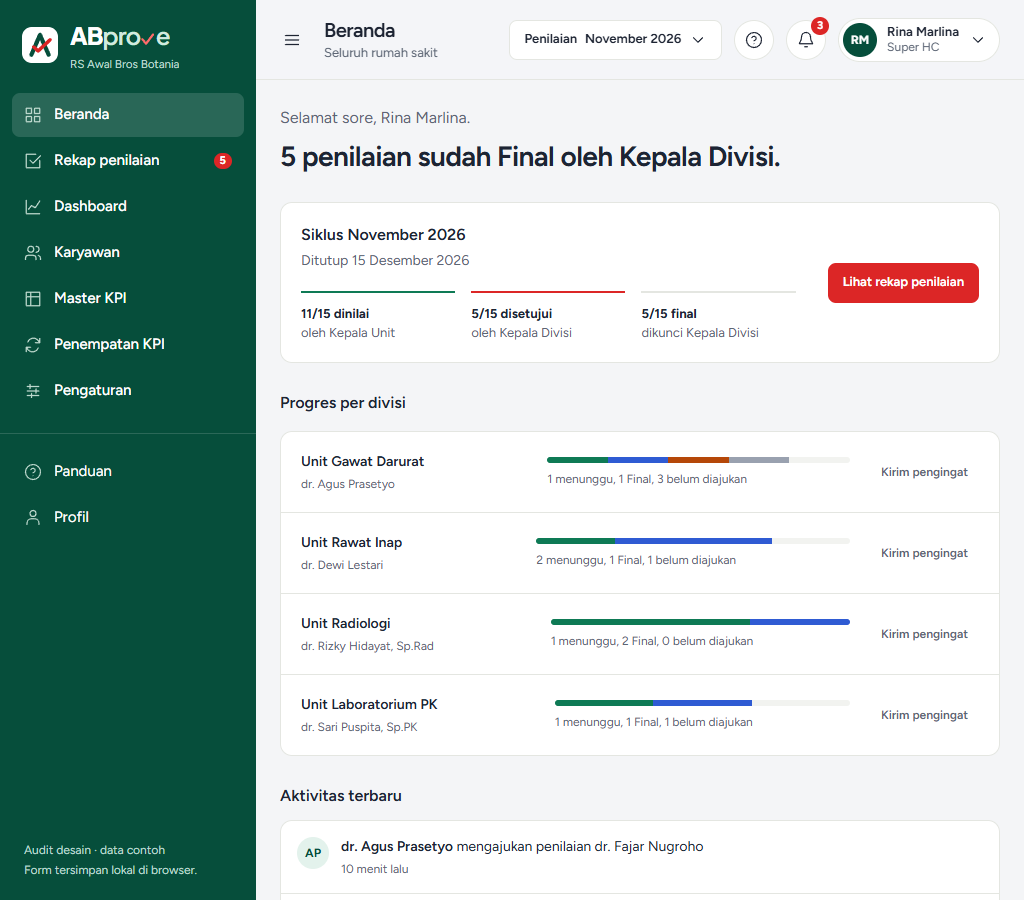 ABprove
RS Awal Bros Botania
Beranda
Rekap penilaian 5
Dashboard
Karyawan
Master KPI
Penempatan KPI
Pengaturan
Panduan
Profil
Audit desain · data contoh
Form tersimpan lokal di browser.
Beranda
Seluruh rumah sakit
Penilaian November 2026
3
RM
Rina Marlina
Super HC
Selamat sore, Rina Marlina.
5 penilaian sudah Final oleh Kepala Divisi.
Siklus November 2026
Ditutup 15 Desember 2026
11/15 dinilai
oleh Kepala Unit
5/15 disetujui
oleh Kepala Divisi
5/15 final
dikunci Kepala Divisi
Lihat rekap penilaian
Progres per divisi
Unit Gawat Darurat
dr. Agus Prasetyo
1 menunggu, 1 Final, 3 belum diajukan
Kirim pengingat
Unit Rawat Inap
dr. Dewi Lestari
2 menunggu, 1 Final, 1 belum diajukan
Kirim pengingat
Unit Radiologi
dr. Rizky Hidayat, Sp.Rad
1 menunggu, 2 Final, 0 belum diajukan
Kirim pengingat
Unit Laboratorium PK
dr. Sari Puspita, Sp.PK
1 menunggu, 1 Final, 1 belum diajukan
Kirim pengingat
Aktivitas terbaru
AP
dr. Agus Prasetyo mengajukan penilaian dr. Fajar Nugroho
10 menit lalu